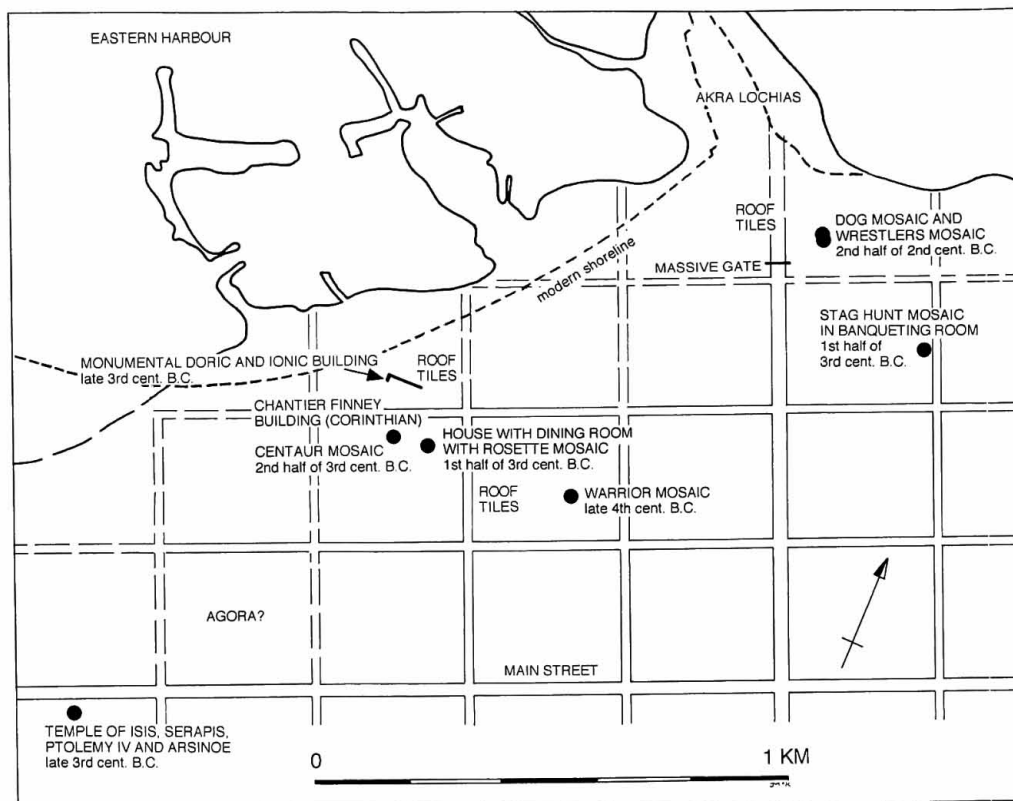 EASTERN HARBOUR
AKRA LOCHIAS
ROOF
TILES
DOG MOSAIC AND
WRESTLERS MOSAIC
2nd half of 2nd cent. B.C.
MASSIVE GATE
modern shoreline
STAG HUNT MOSAIC
IN BANQUETING ROOM
1st half of
3rd cent. B.C.
MONUMENTAL DORIC AND IONIC BUILDING
late 3rd cent. B.C.
ROOF
TILES
CHANTIER FINNEY
BUILDING (CORINTHIAN)
CENTAUR MOSAIC
2nd half of 3rd cent. B.C.
HOUSE WITH DINING ROOM
WITH ROSETTE MOSAIC
1st half of 3rd cent. B.C.
ROOF
TILES
WARRIOR MOSAIC
late 4th cent. B.C.
AGORA?
MAIN STREET
TEMPLE OF ISIS, SERAPIS,
PTOLEMY IV AND ARSINOE
late 3rd cent. B.C.
0
1 KM